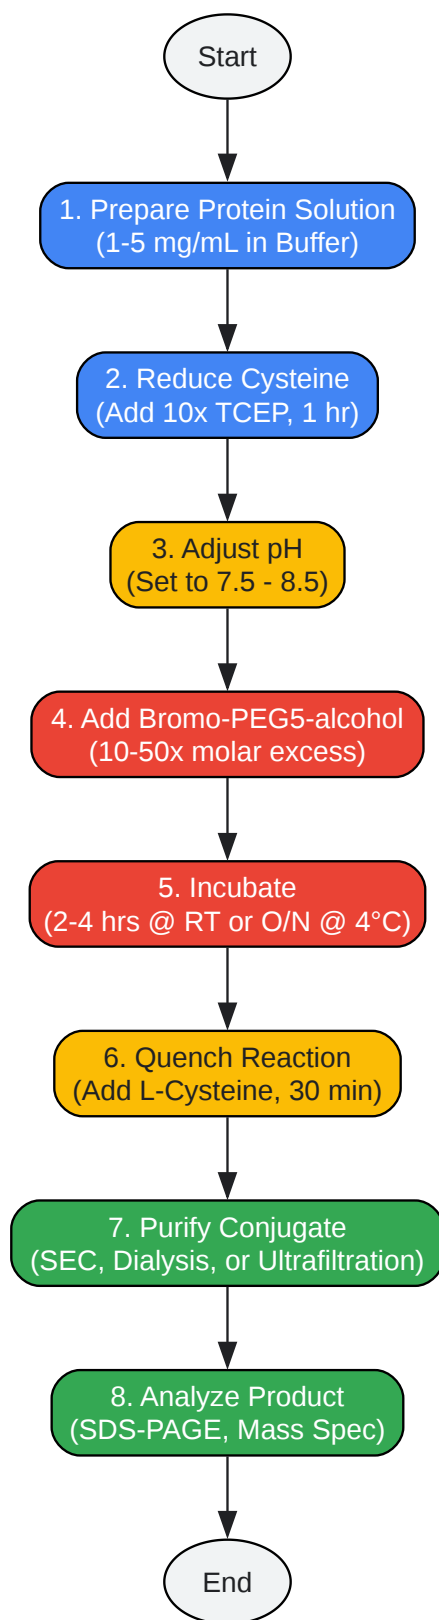 Start
1. Prepare Protein Solution
(1-5 mg/mL in Buffer)
2. Reduce Cysteine
(Add 10x TCEP, 1 hr)
3. Adjust pH
(Set to 7.5 - 8.5)
4. Add Bromo-PEG5-alcohol
(10-50x molar excess)
5. Incubate
(2-4 hrs @ RT or O/N @ 4°C)
6. Quench Reaction
(Add L-Cysteine, 30 min)
7. Purify Conjugate
(SEC, Dialysis, or Ultrafiltration)
8. Analyze Product
(SDS-PAGE, Mass Spec)
End